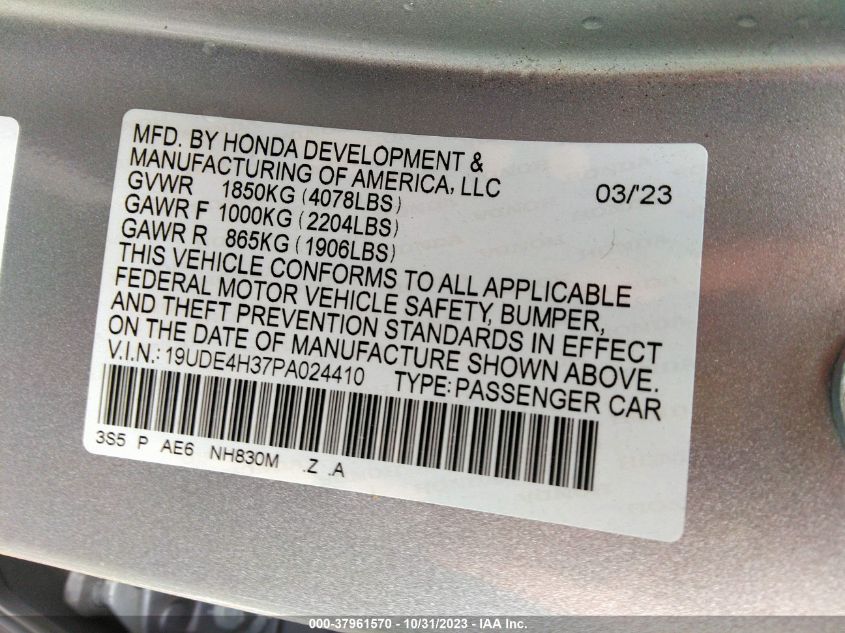 MFD. BY HONDA DEVELOPMENT &
MANUFACTURING OF AMERICA, LLC
GVWR 1850KG (4078LBS) 03/'23
GAWR F 1000KG (2204LBS)
GAWR R 865KG (1906LBS)
THIS VEHICLE CONFORMS TO ALL APPLICABLE
FEDERAL MOTOR VEHICLE SAFETY, BUMPER,
AND THEFT PREVENTION STANDARDS IN EFFECT
ON THE DATE OF MANUFACTURE SHOWN ABOVE.
V.I.N.: 19UDE4H37PA024410 TYPE: PASSENGER CAR
3S5 P AE6 NH830M .Z .A
000-37961570 - 10/31/2023 - IAA Inc.